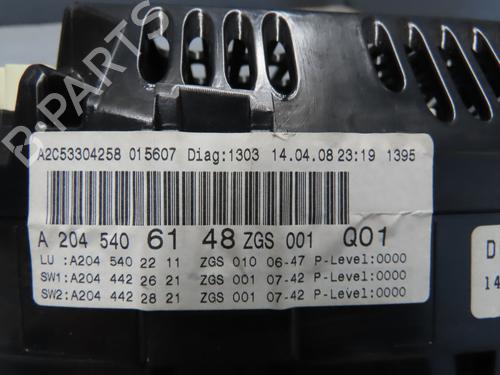 B-PARTS
A2C53304258 015607 Diag:1303 14.04.08 23:19 1395
A 204 540 61 48 ZGS 001 Q01
LU :A204 540 22 11 ZGS 010 06-47 P-Level:0000
SW1:A204 442 26 21 ZGS 001 07-42 P-Level:0000
SW2:A204 442 28 21 ZGS 001 07-42 P-Level:0000
D
14